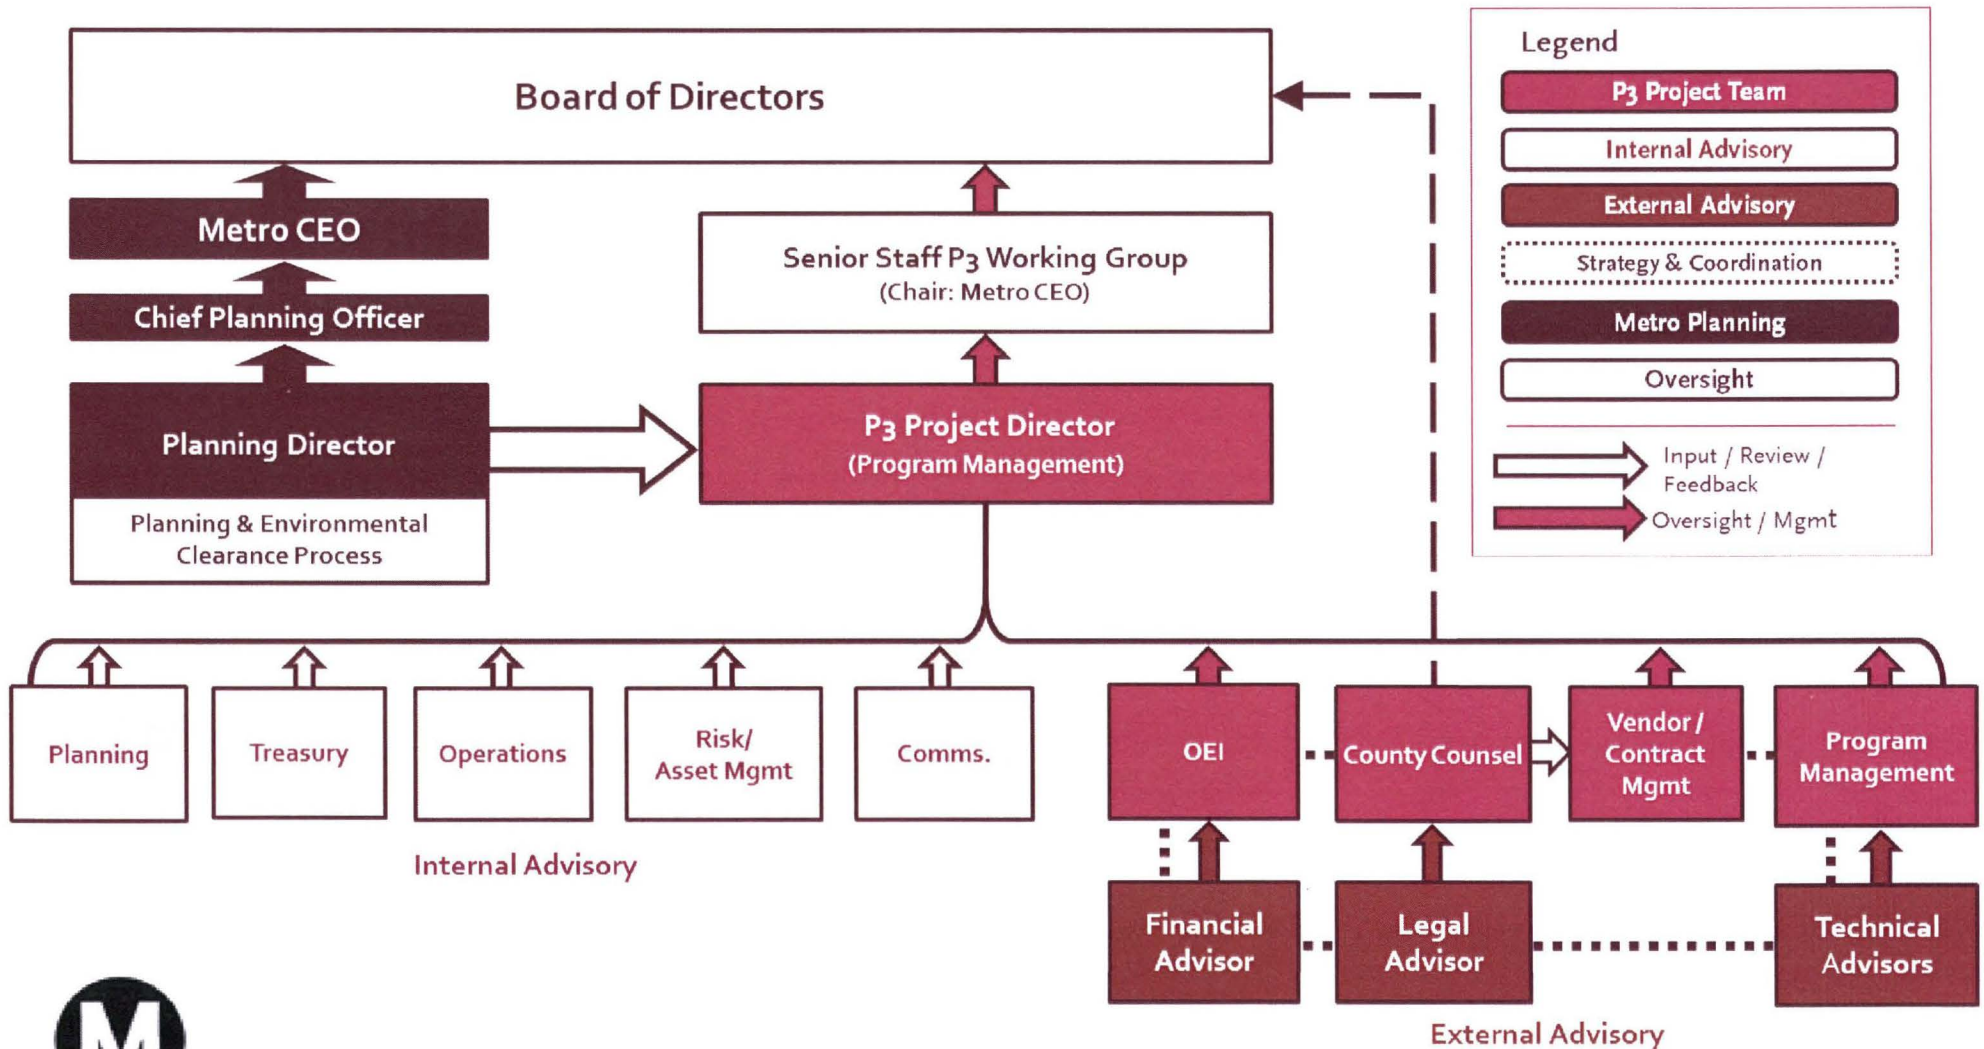 Board of Directors
Metro CEO
Chief Planning Officer
Planning Director
Planning & Environmental
Clearance Process
Senior Staff P3 Working Group
(Chair: Metro CEO)
P3 Project Director
(Program Management)
Legend
P3 Project Team
Internal Advisory
External Advisory
Strategy & Coordination
Metro Planning
Oversight
Input / Review /
Feedback
Oversight / Mgmt
Planning
Treasury
Operations
Risk/
Asset Mgmt
Comms.
OEI
County Counsel
Vendor /
Contract
Mgmt
Program
Management
Internal Advisory
Financial
Advisor
Legal
Advisor
Technical
Advisors
External Advisory
M